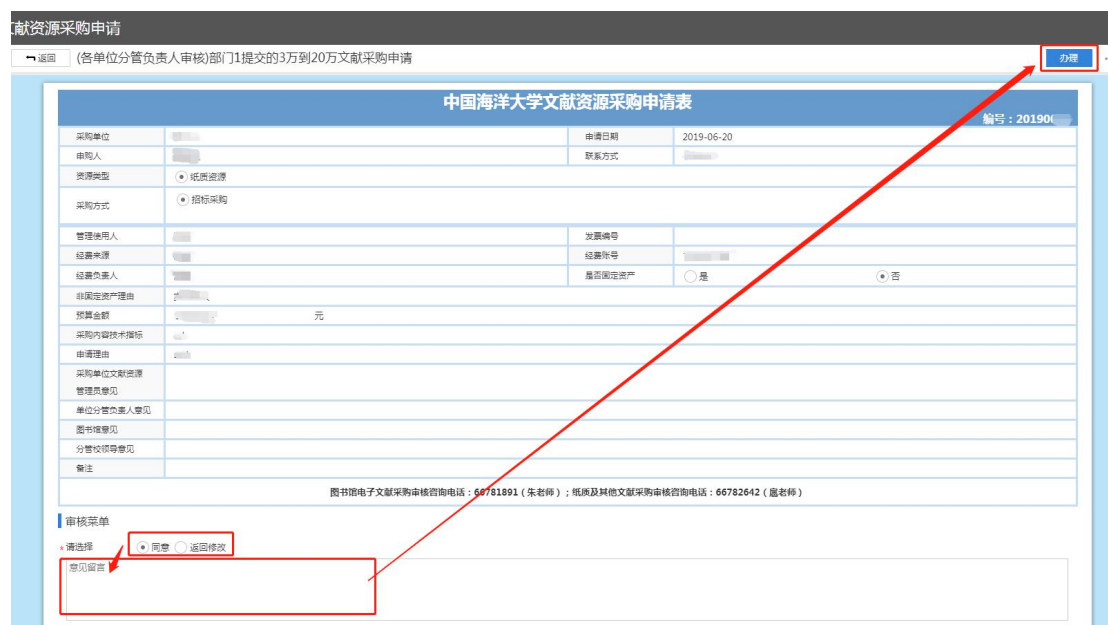 文献资源采购申请
返回 (各单位分管负责人审核)部门1提交的3万到20万文献采购申请 办理
中国海洋大学文献资源采购申请表
编号：20190
采购单位 申请日期 2019-06-20
申购人 联系方式
资源类型 纸质资源
采购方式 招标采购
管理使用人 发票编号
经费来源 经费账号
经费负责人 是否固定资产 是 否
非固定资产理由
预算金额 元
采购内容技术指标
申请理由
采购单位文献资源
管理员意见
单位分管负责人意见
图书馆意见
分管校领导意见
备注
图书馆电子文献采购审核咨询电话：66781891（朱老师）；纸质及其他文献采购审核咨询电话：66782642（扈老师）
审核菜单
*请选择 同意 返回修改
意见留言